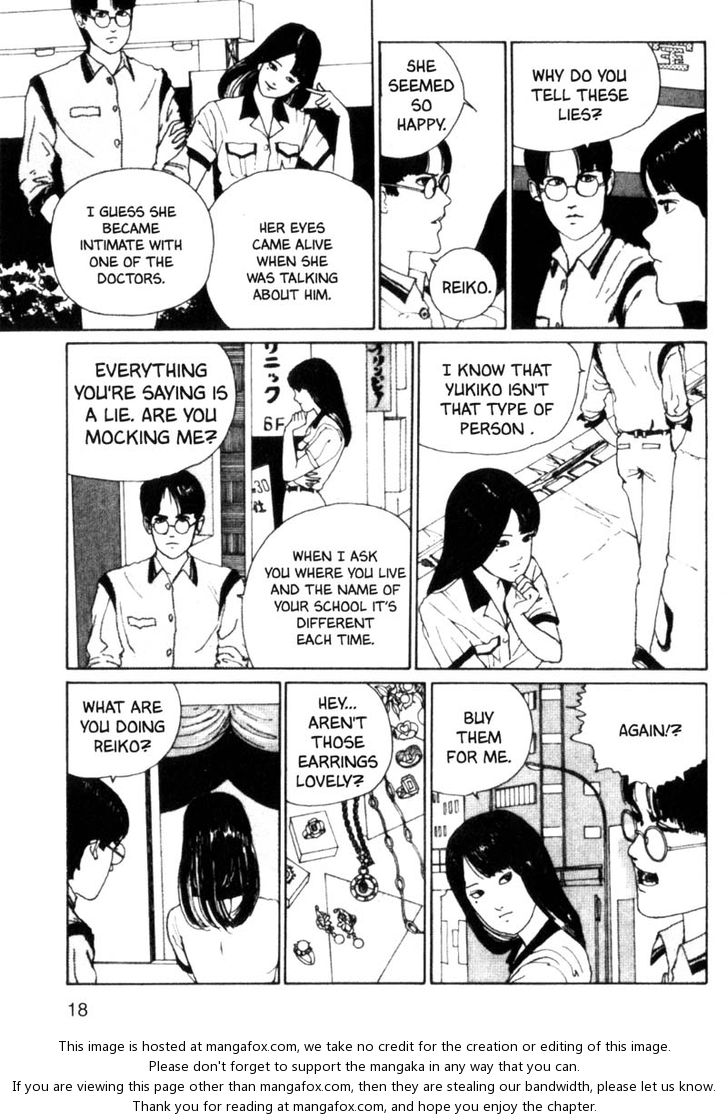 I GUESS SHE
BECAME
INTIMATE WITH
ONE OF THE
DOCTORS.
HER EYES
CAME ALIVE
WHEN SHE
WAS TALKING
ABOUT HIM.
SHE
SEEMED
SO
HAPPY.
REIKO.
WHY DO YOU
TELL THESE
LIES?
EVERYTHING
YOU'RE SAYING IS
A LIE. ARE YOU
MOCKING ME?
リニック
6F
.30
WHEN I ASK
YOU WHERE YOU LIVE
AND THE NAME OF
YOUR SCHOOL IT'S
DIFFERENT
EACH TIME.
I KNOW THAT
YUKIKO ISN'T
THAT TYPE OF
PERSON .
WHAT ARE
YOU DOING
REIKO?
HEY...
AREN'T
THOSE
EARRINGS
LOVELY?
BUY
THEM
FOR ME.
AGAIN!?
18
This image is hosted at mangafox.com, we take no credit for the creation or editing of this image.
Please don't forget to support the mangaka in any way that you can.
If you are viewing this page other than mangafox.com, then they are stealing our bandwidth, please let us know.
Thank you for reading at mangafox.com, and hope you enjoy the chapter.